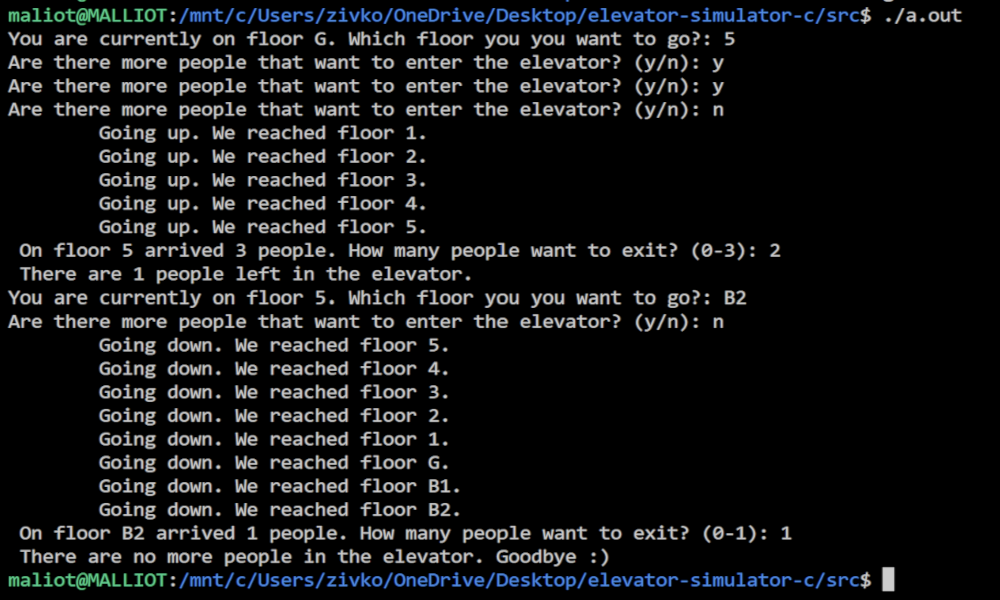 maliot@MALLIOT:/mnt/c/Users/zivko/OneDrive/Desktop/elevator-simulator-c/src$ ./a.out
You are currently on floor G. Which floor you you want to go?: 5
Are there more people that want to enter the elevator? (y/n): y
Are there more people that want to enter the elevator? (y/n): y
Are there more people that want to enter the elevator? (y/n): n
Going up. We reached floor 1.
Going up. We reached floor 2.
Going up. We reached floor 3.
Going up. We reached floor 4.
Going up. We reached floor 5.
On floor 5 arrived 3 people. How many people want to exit? (0-3): 2
There are 1 people left in the elevator.
You are currently on floor 5. Which floor you you want to go?: B2
Are there more people that want to enter the elevator? (y/n): n
Going down. We reached floor 5.
Going down. We reached floor 4.
Going down. We reached floor 3.
Going down. We reached floor 2.
Going down. We reached floor 1.
Going down. We reached floor G.
Going down. We reached floor B1.
Going down. We reached floor B2.
On floor B2 arrived 1 people. How many people want to exit? (0-1): 1
There are no more people in the elevator. Goodbye :)
maliot@MALLIOT:/mnt/c/Users/zivko/OneDrive/Desktop/elevator-simulator-c/src$